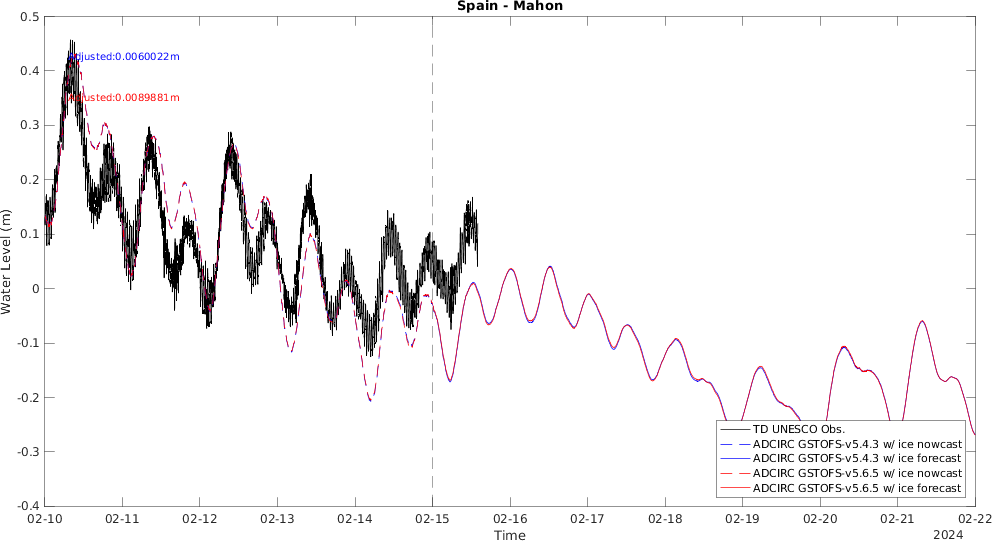 Spain - Mahon
0.5
0.4
0.3
0.2
0.1
0
-0.1
-0.2
-0.3
-0.4
Water Level (m)
Adjusted:0.0060022m
Adjusted:0.0089881m
TD UNESCO Obs.
ADCIRC GSTOFS-v5.4.3 w/ ice nowcast
ADCIRC GSTOFS-v5.4.3 w/ ice forecast
ADCIRC GSTOFS-v5.6.5 w/ ice nowcast
ADCIRC GSTOFS-v5.6.5 w/ ice forecast
02-10 02-11 02-12 02-13 02-14 02-15 02-16 02-17 02-18 02-19 02-20 02-21 02-22
Time
2024